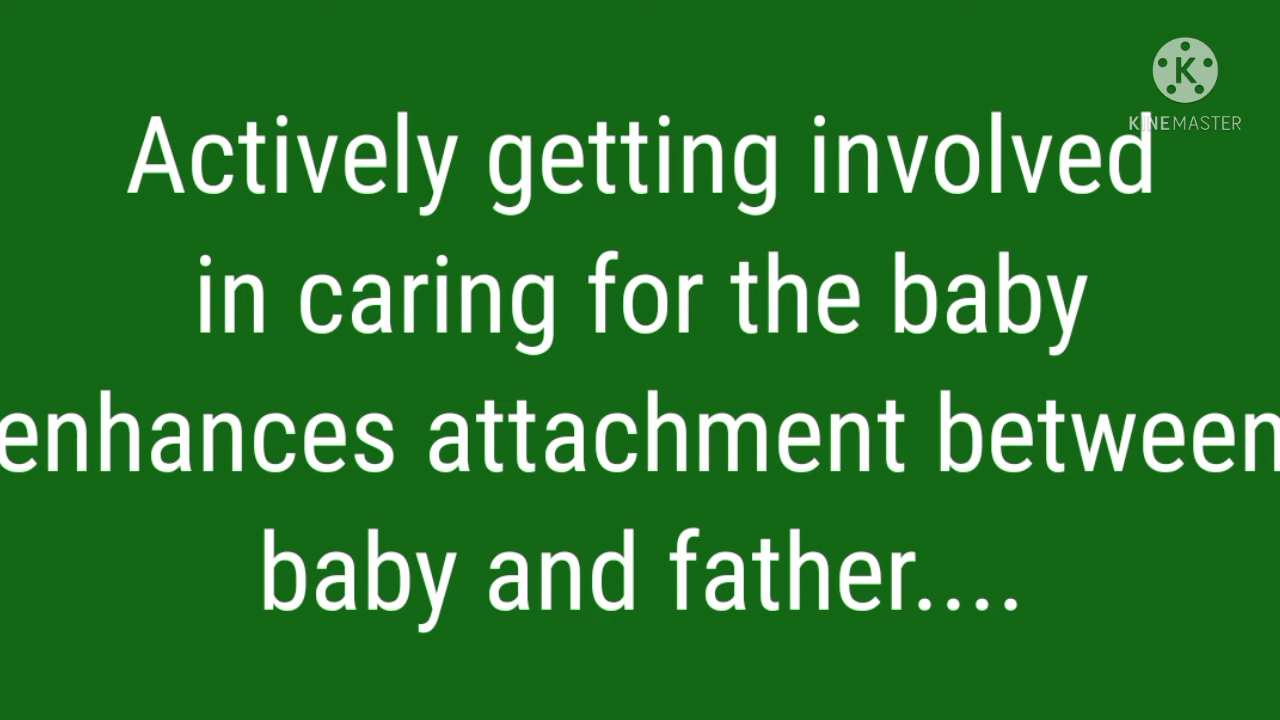 KINEMASTER
Actively getting involved
in caring for the baby
enhances attachment between
baby and father....